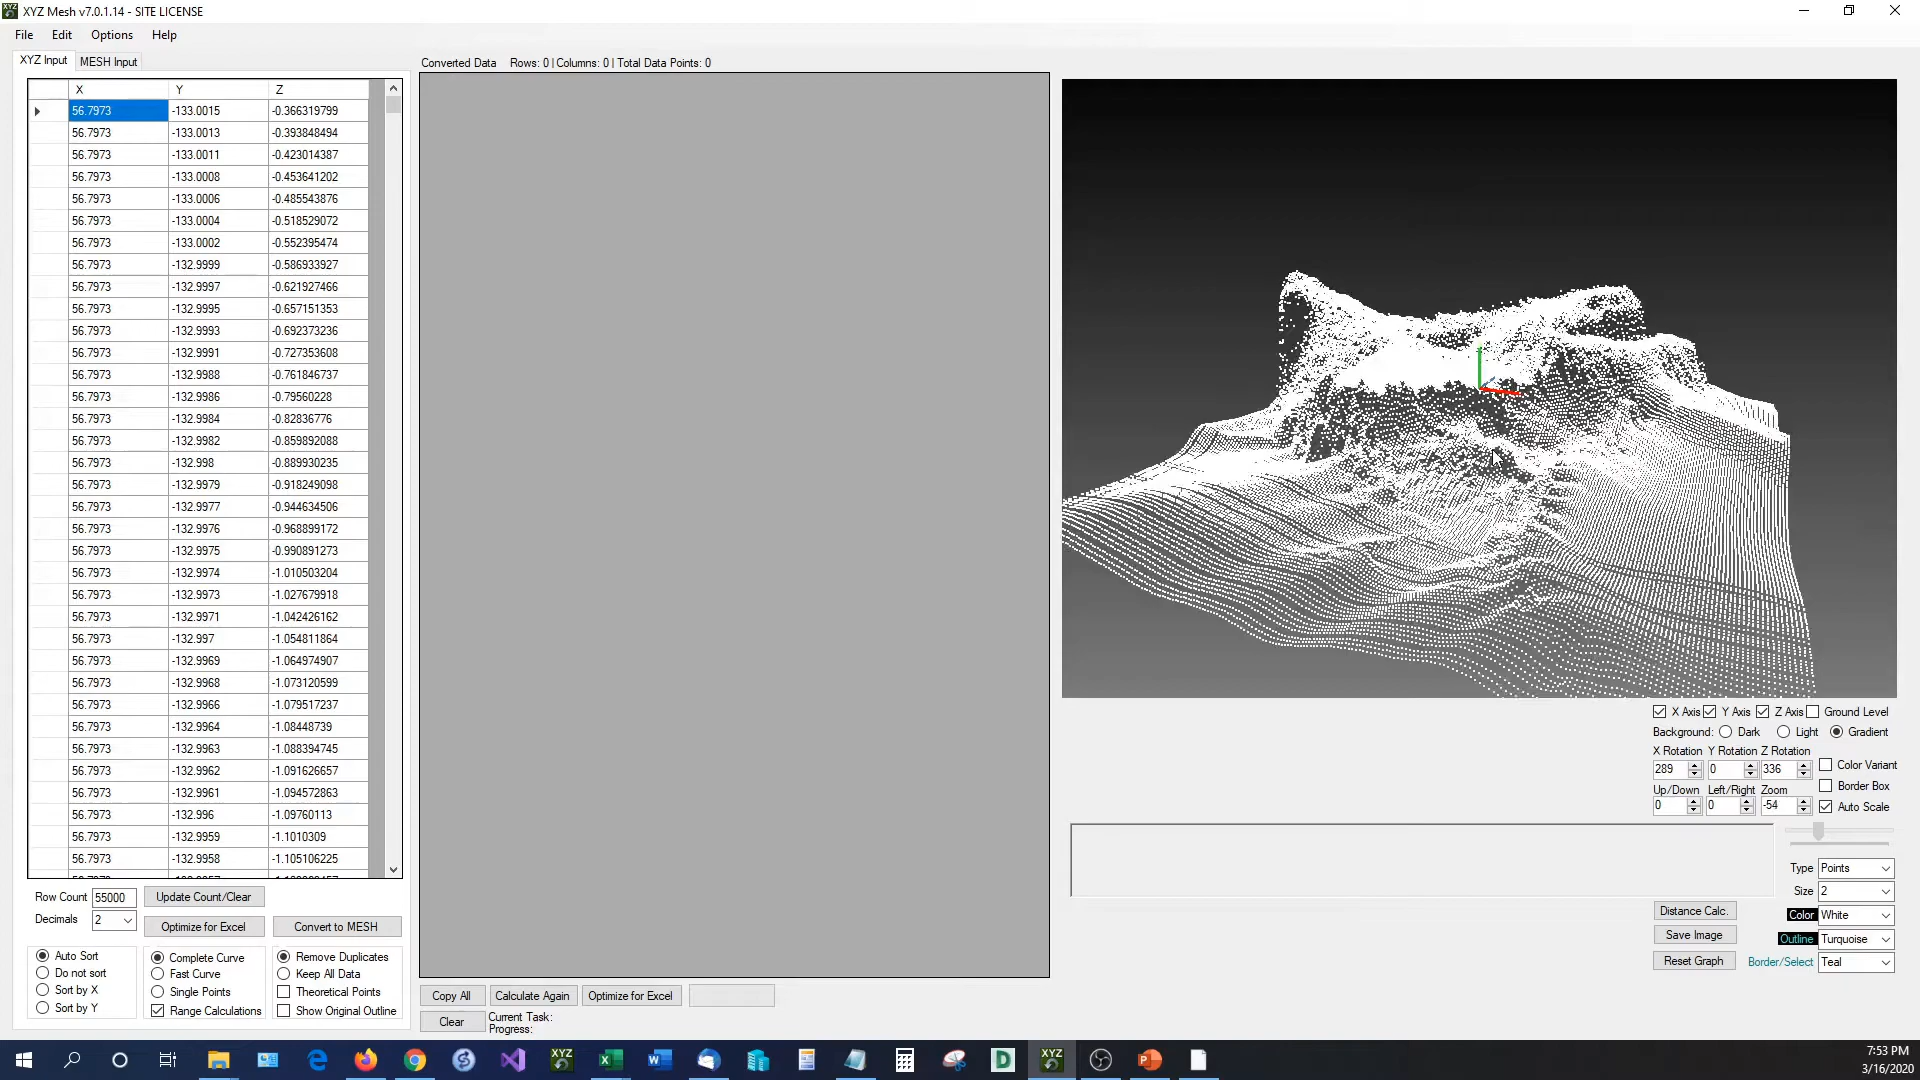 XYZ Mesh v7.0.1.14 - SITE LICENSE
File Edit Options Help
XYZ Input MESH Input
Converted Data Rows: 0 | Columns: 0 | Total Data Points: 0
X Y Z
56.7973 -133.0015 -0.366319799
56.7973 -133.0013 -0.393848494
56.7973 -133.0011 -0.423014387
56.7973 -133.0008 -0.453641202
56.7973 -133.0006 -0.485543876
56.7973 -133.0004 -0.518529072
56.7973 -133.0002 -0.552395474
56.7973 -132.9999 -0.586933927
56.7973 -132.9997 -0.621927466
56.7973 -132.9995 -0.657151353
56.7973 -132.9993 -0.692373236
56.7973 -132.9991 -0.727353608
56.7973 -132.9988 -0.761846737
56.7973 -132.9986 -0.79560228
56.7973 -132.9984 -0.82836776
56.7973 -132.9982 -0.859892088
56.7973 -132.998 -0.889930235
56.7973 -132.9979 -0.918249098
56.7973 -132.9977 -0.944634506
56.7973 -132.9976 -0.968899172
56.7973 -132.9975 -0.990891273
56.7973 -132.9974 -1.010503204
56.7973 -132.9973 -1.027679918
56.7973 -132.9971 -1.042426162
56.7973 -132.997 -1.054811864
56.7973 -132.9969 -1.064974907
56.7973 -132.9968 -1.073120599
56.7973 -132.9966 -1.079517237
56.7973 -132.9964 -1.08448739
56.7973 -132.9963 -1.088394745
56.7973 -132.9962 -1.091626657
56.7973 -132.9961 -1.094572863
56.7973 -132.996 -1.09760113
56.7973 -132.9959 -1.1010309
56.7973 -132.9958 -1.105106225
Row Count 55000 Update Count/Clear
Decimals 2 Optimize for Excel Convert to MESH
Auto Sort Complete Curve Remove Duplicates
Do not sort Fast Curve Keep All Data
Sort by X Single Points Theoretical Points
Sort by Y Range Calculations Show Original Outline
Copy All Calculate Again Optimize for Excel
Clear Current Task:
Progress:
X Axis Y Axis Z Axis Ground Level
Background: Dark Light Gradient
X Rotation Y Rotation Z Rotation
289 0 336 Color Variant
Border Box
Up/Down Left/Right Zoom
0 0 -54 Auto Scale
Type Points
Size 2
Distance Calc. Color White
Save Image Outline Turquoise
Reset Graph Border/Select Teal
XYZ
XYZ
7:53 PM
3/16/2020